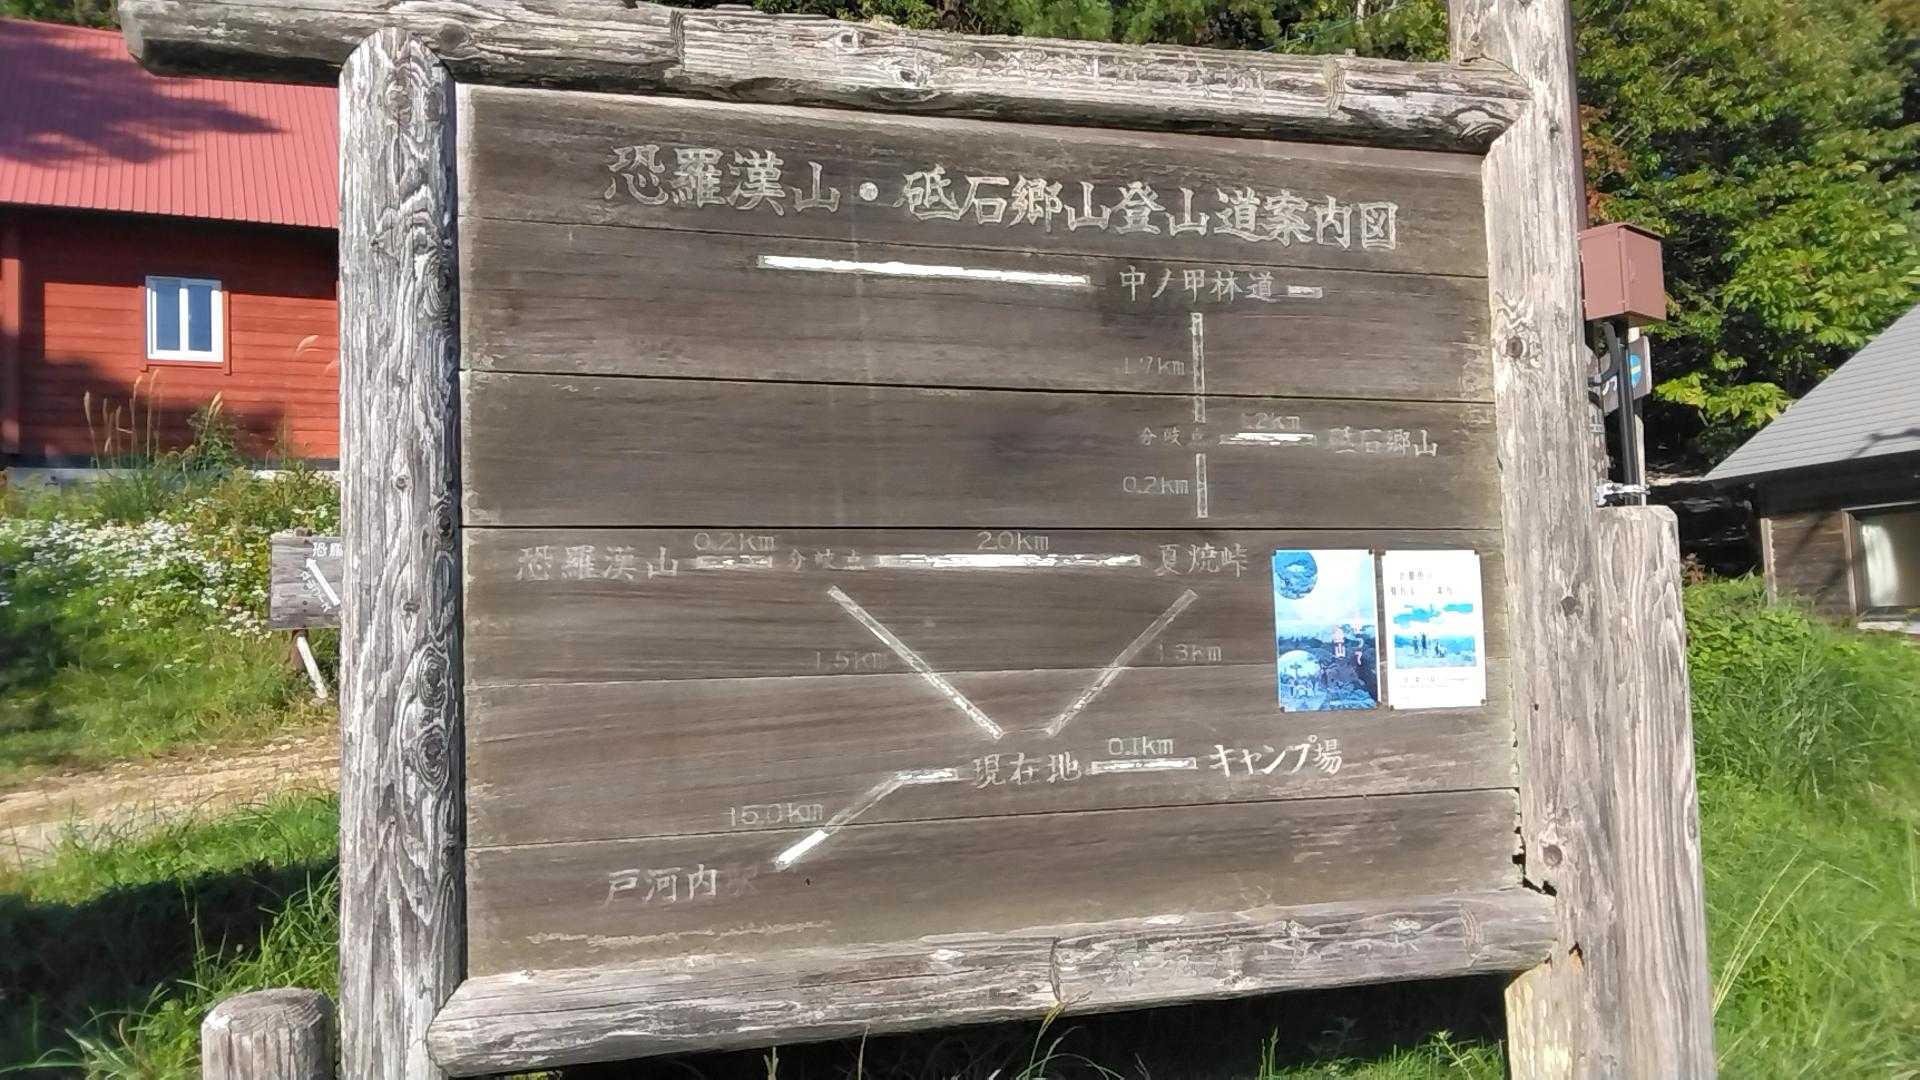 恐羅漢山・砥石郷山登山道案内図
中ノ甲林道
1.7km
分岐点
1.2km
砥石郷山
0.2km
恐羅漢山
0.2km
分岐点
2.0km
夏焼峠
1.5km
1.3km
現在地
0.1km
キャンプ場
15.0km
戸河内
恐羅